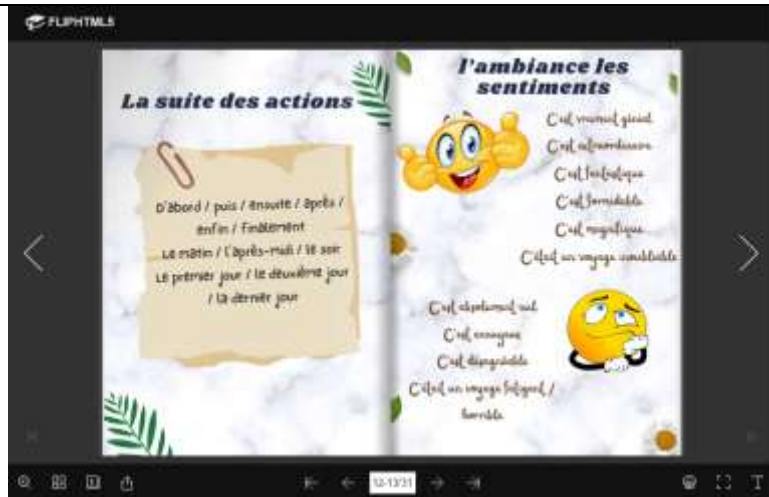 FLIPHTML5
La suite des actions
D'abord / puis / ensuite / après /
enfin / finalement
Le matin / l'après-midi / le soir
Le premier jour / le deuxième jour
/ la dernier jour
l'ambiance les
sentiments
C'est vraiment génial
C'est extraordinaire
C'est fantastique
C'est formidable
C'est magnifique
C'était un voyage inoubliable
C'est absolument nul
C'est ennuyeux
C'est désagréable
C'était un voyage fatigant /
horrible
12-13/31